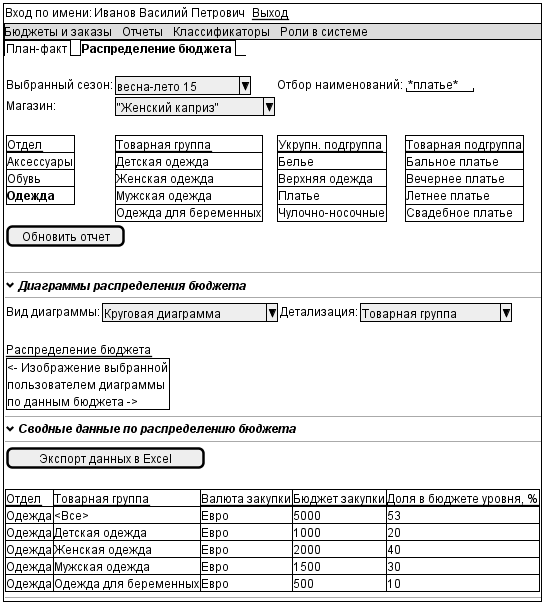 Вход по имени: Иванов Василий Петрович Выход
Бюджеты и заказы Отчеты Классификаторы Роли в системе
План-факт Распределение бюджета
Выбранный сезон: весна-лето 15 Отбор наименований: *платье*
Магазин: "Женский каприз"
Отдел Товарная группа Укрупн. подгруппа Товарная подгруппа
Аксессуары Детская одежда Белье Бальное платье
Обувь Женская одежда Верхняя одежда Вечернее платье
Одежда Мужская одежда Платье Летнее платье
Одежда для беременных Чулочно-носочные Свадебное платье
Обновить отчет
Диаграммы распределения бюджета
Вид диаграммы: Круговая диаграмма Детализация: Товарная группа
Распределение бюджета
<- Изображение выбранной
пользователем диаграммы
по данным бюджета ->
Сводные данные по распределению бюджета
Экспорт данных в Excel
Отдел Товарная группа Валюта закупки Бюджет закупки Доля в бюджете уровня, %
Одежда <Все> Евро 5000 53
Одежда Детская одежда Евро 1000 20
Одежда Женская одежда Евро 2000 40
Одежда Мужская одежда Евро 1500 30
Одежда Одежда для беременных Евро 500 10